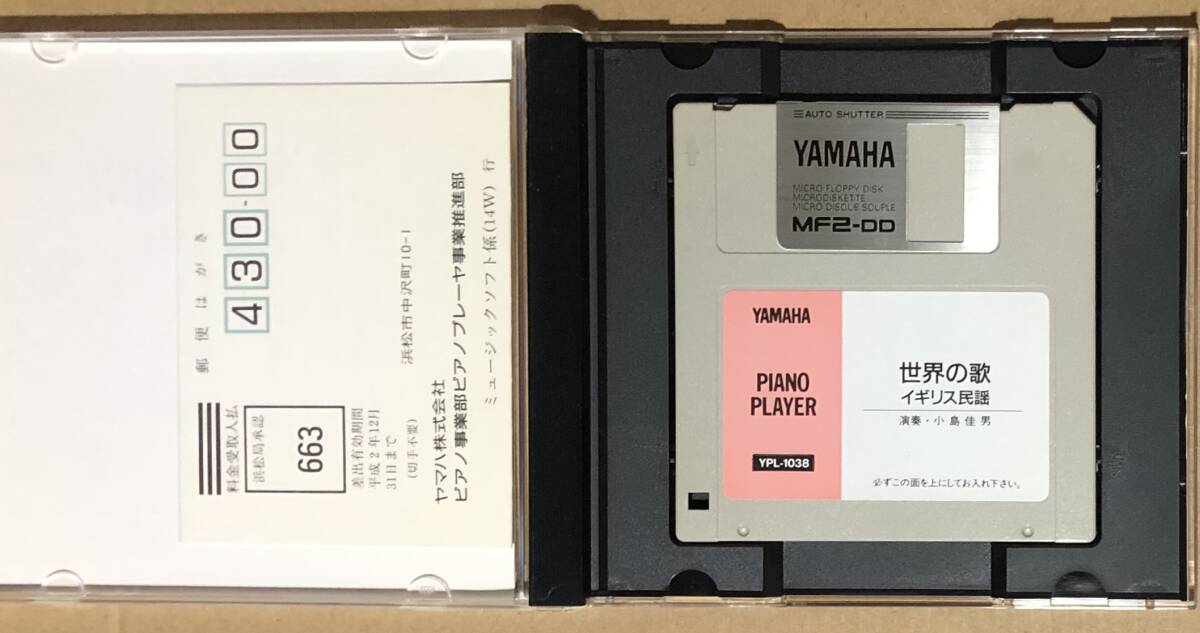 郵便はがき
430-00
料金受取人払
浜松局承認
663
差出有効期間
平成2年12月
31日まで
(切手不要)
浜松市中沢町10-1
ヤマハ株式会社
ピアノ事業部ピアノプレーヤ事業推進部
ミュージックソフト係(14W) 行
AUTO SHUTTER
YAMAHA
MICRO FLOPPY DISK
MICRODISKETTE
MICRO DISQUE SOUPLE
MF2-DD
YAMAHA
PIANO
PLAYER
YPL-1038
世界の歌
イギリス民謡
演奏・小島佳男
必ずこの面を上にしてお入れ下さい。